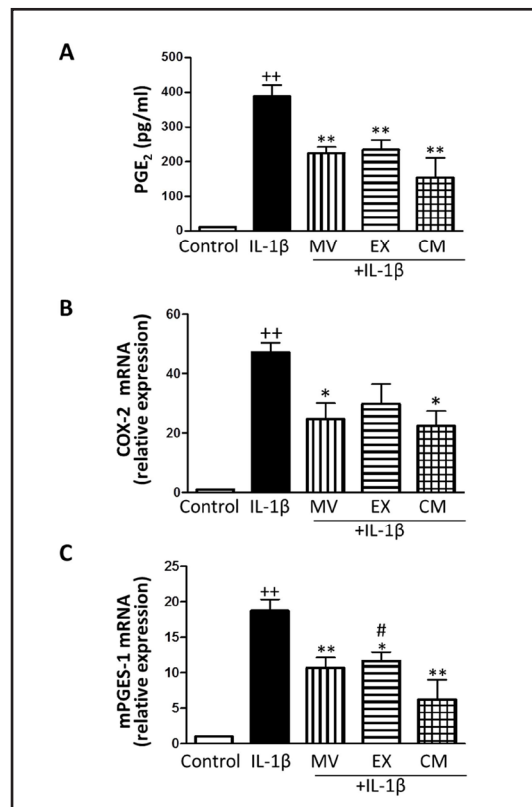 A
PGE₂ (pg/ml)
500
400
300
200
100
0
++
**
**
**
Control IL-1β MV EX CM
+IL-1β
B
COX-2 mRNA
(relative expression)
60
40
20
0
++
*
*
Control IL-1β MV EX CM
+IL-1β
C
mPGES-1 mRNA
(relative expression)
25
20
15
10
5
0
++
**
#
*
**
Control IL-1β MV EX CM
+IL-1β